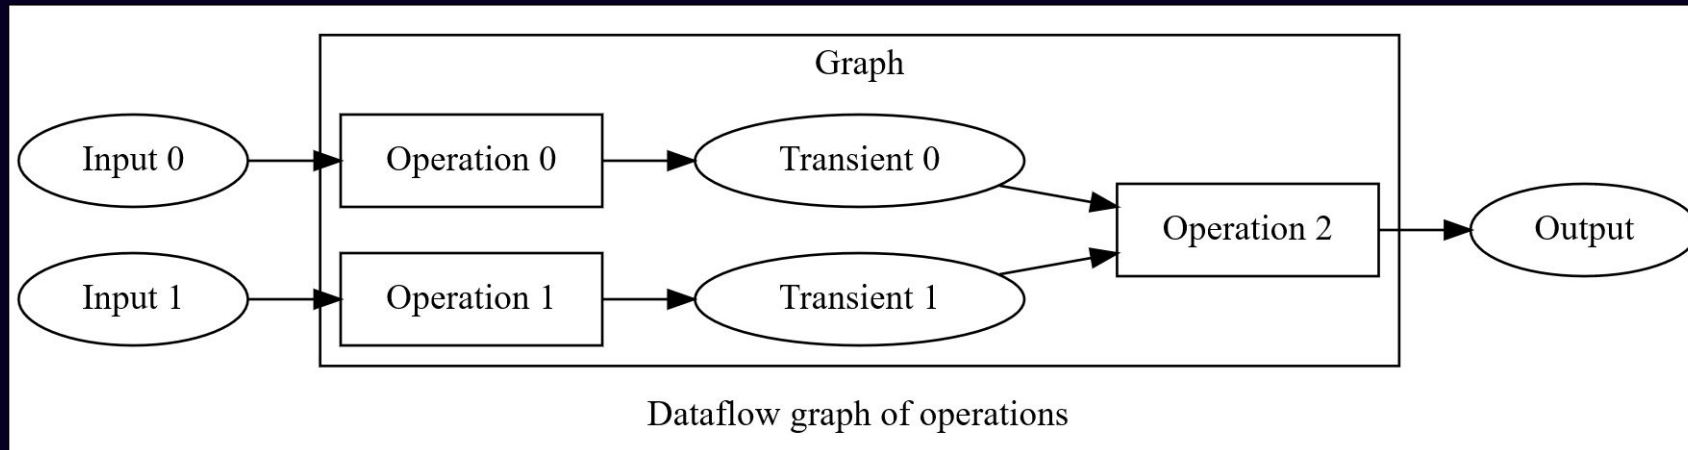 Graph
Input 0
Operation 0
Transient 0
Operation 2
Output
Input 1
Operation 1
Transient 1
Dataflow graph of operations